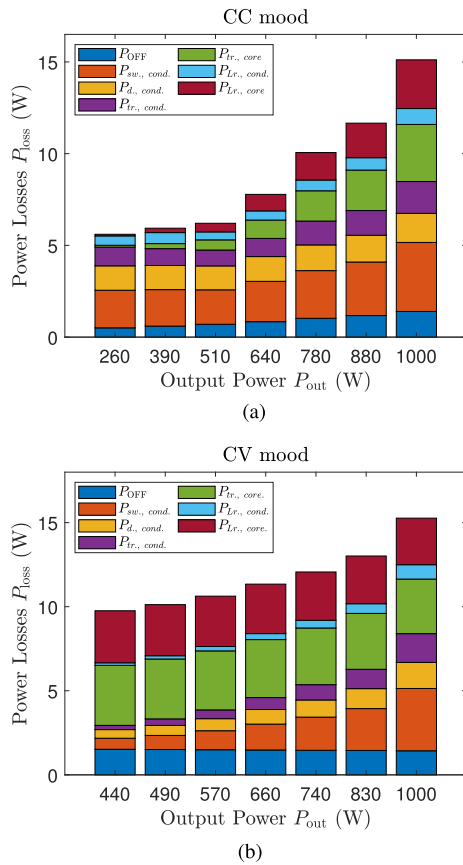 CC mood
15
10
5
0
Power Losses P_loss (W)
P_OFF
P_sw., cond.
P_d., cond.
P_tr., cond.
P_tr., core
P_Lr., cond.
P_Lr., core
260 390 510 640 780 880 1000
Output Power P_out (W)
(a)
CV mood
15
10
5
0
Power Losses P_loss (W)
P_OFF
P_sw., cond.
P_d., cond.
P_tr., cond.
P_tr., core.
P_Lr., cond.
P_Lr., core.
440 490 570 660 740 830 1000
Output Power P_out (W)
(b)